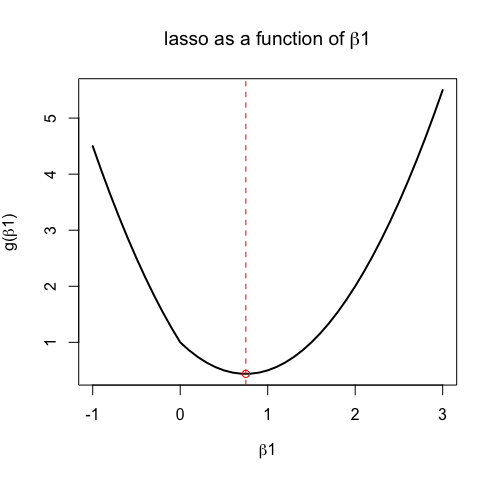 lasso as a function of β1
g(β1)
5
4
3
2
1
-1 0 1 2 3
β1